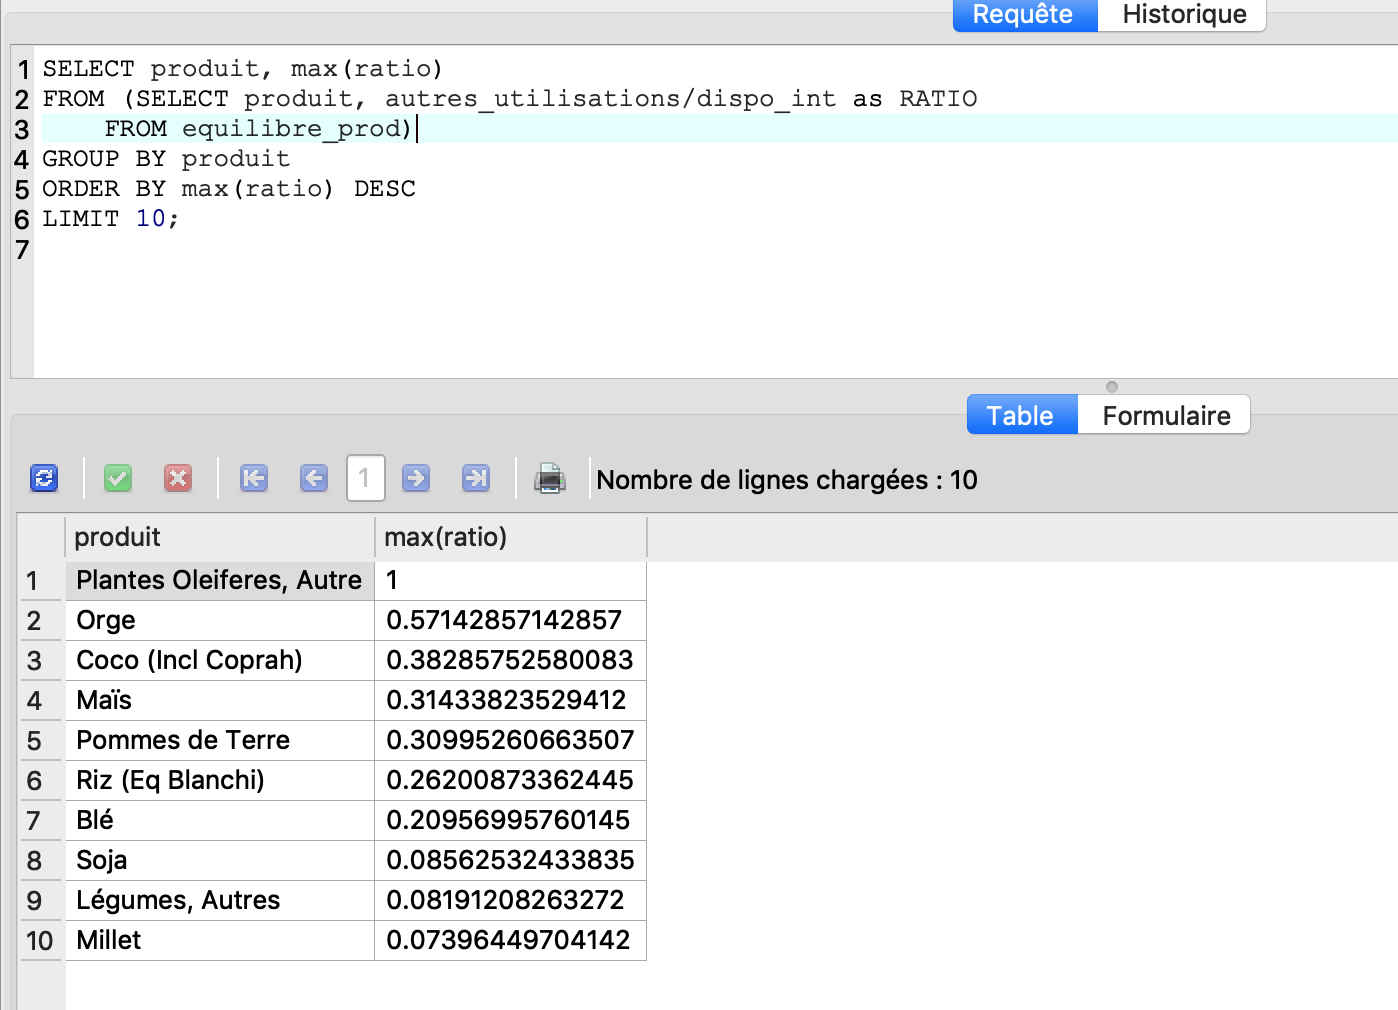 Requête Historique
1 SELECT produit, max(ratio)
2 FROM (SELECT produit, autres_utilisations/dispo_int as RATIO
3 FROM equilibre_prod)
4 GROUP BY produit
5 ORDER BY max(ratio) DESC
6 LIMIT 10;
7
Table Formulaire
1 Nombre de lignes chargées : 10
produit max(ratio)
1 Plantes Oleiferes, Autre 1
2 Orge 0.57142857142857
3 Coco (Incl Coprah) 0.38285752580083
4 Maïs 0.31433823529412
5 Pommes de Terre 0.30995260663507
6 Riz (Eq Blanchi) 0.26200873362445
7 Blé 0.20956995760145
8 Soja 0.08562532433835
9 Légumes, Autres 0.08191208263272
10 Millet 0.07396449704142